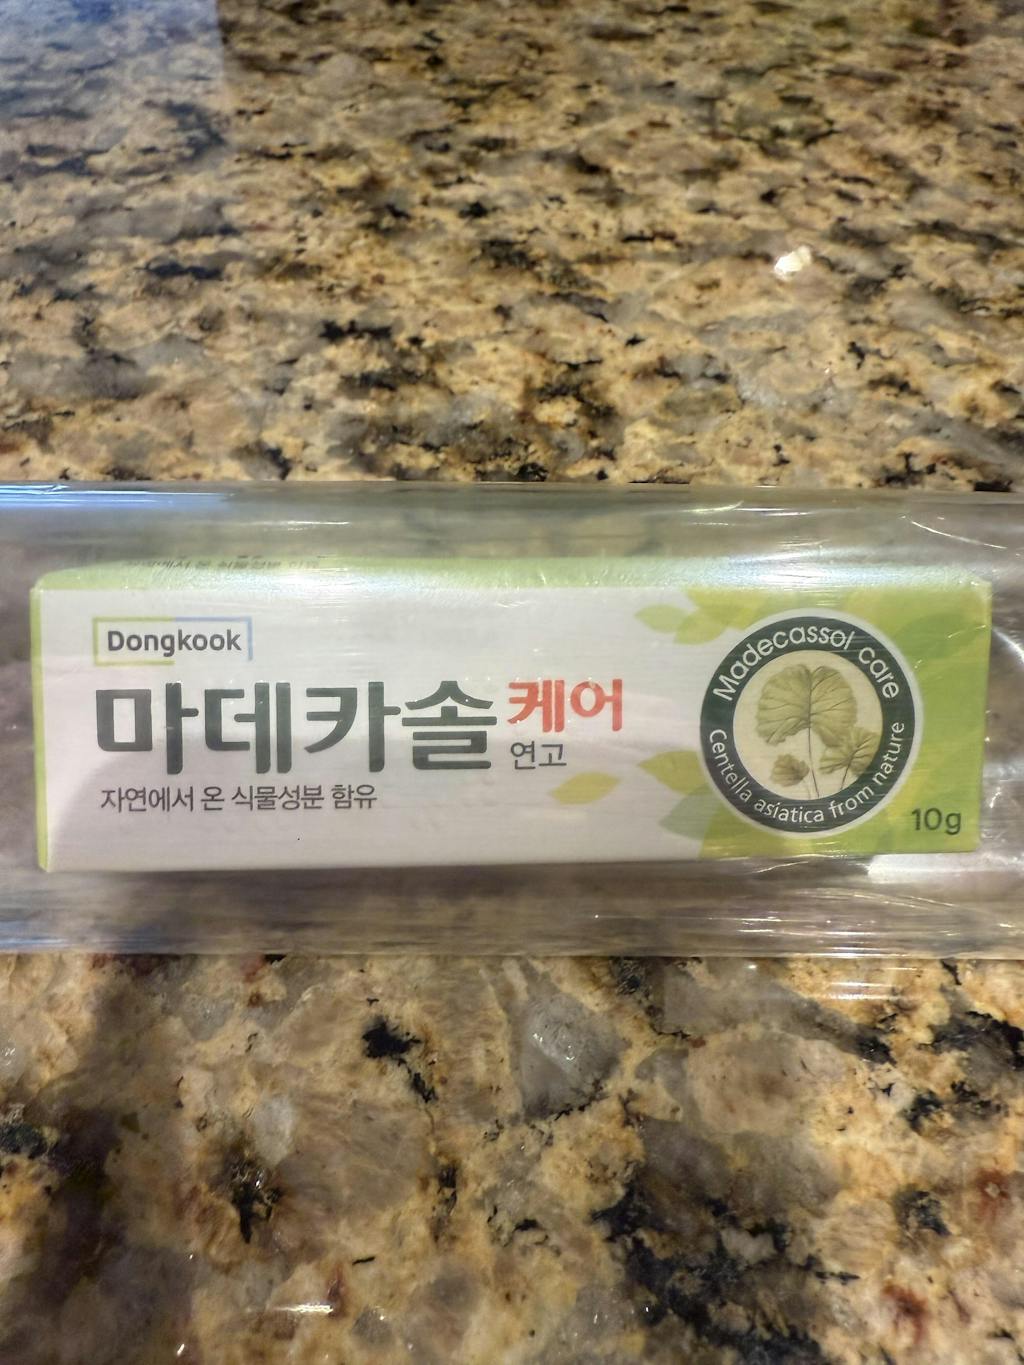 Dongkook
마데카솔케어
연고
자연에서 온 식물성분 함유
Madecassol care
Centella asiatica from nature
10g